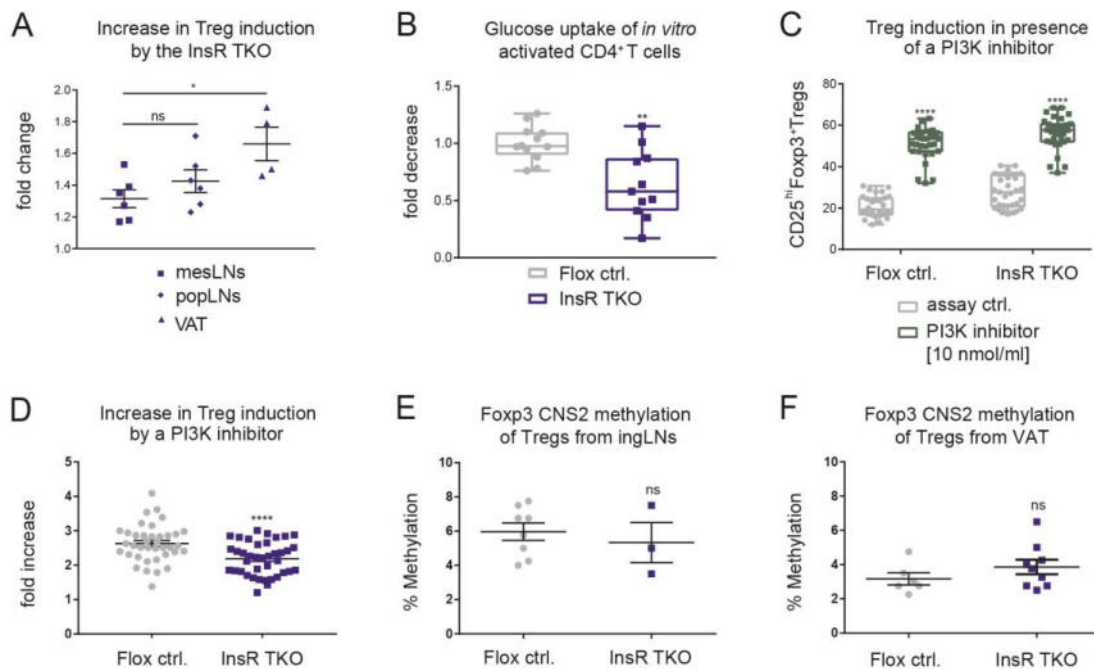 A
Increase in Treg induction
by the InsR TKO
fold change
2.0
1.8
1.6
1.4
1.2
1.0
*
ns
mesLNs
popLNs
VAT
B
Glucose uptake of in vitro
activated CD4⁺ T cells
fold decrease
1.5
1.0
0.5
0.0
**
Flox ctrl.
InsR TKO
C
Treg induction in presence
of a PI3K inhibitor
CD25ʰⁱ Foxp3⁺Tregs
80
60
40
20
0
****
****
Flox ctrl.
InsR TKO
assay ctrl.
PI3K inhibitor
[10 nmol/ml]
D
Increase in Treg induction
by a PI3K inhibitor
fold increase
5
4
3
2
1
0
****
Flox ctrl.
InsR TKO
E
Foxp3 CNS2 methylation
of Tregs from ingLNs
% Methylation
10
8
6
4
2
0
ns
Flox ctrl.
InsR TKO
F
Foxp3 CNS2 methylation
of Tregs from VAT
% Methylation
10
8
6
4
2
0
ns
Flox ctrl.
InsR TKO